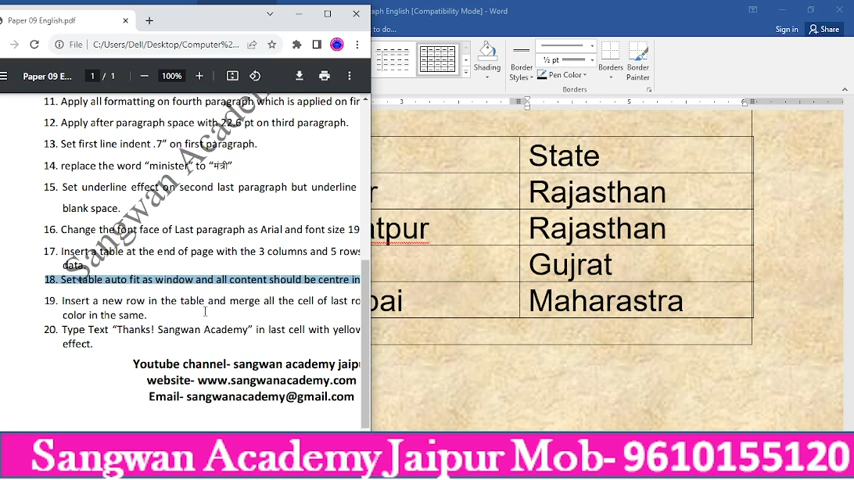 Paper 09 English.pdf
ph English [Compatibility Mode] - Word
File
C:/Users/Dell/Desktop/Computer%2...
to do...
Sign in
Share
Paper 09 E...
1 / 1
100%
Shading
Border
Styles
Pen Color
Borders
Border
Painter
Borders
3
5
11. Apply all formatting on fourth paragraph which is applied on fir
12. Apply after paragraph space with 22.6 pt on third paragraph.
13. Set first line indent .7” on first paragraph.
14. replace the word “minister” to “मंत्री”
15. Set underline effect on second last paragraph but underline
blank space.
16. Change the font face of Last paragraph as Arial and font size 19
17. Insert a table at the end of page with the 3 columns and 5 rows
data
18. Set table auto fit as window and all content should be centre in
19. Insert a new row in the table and merge all the cell of last ro
color in the same.
20. Type Text “Thanks! Sangwan Academy” in last cell with yellow
effect.
Youtube channel- sangwan academy jaipu
website- www.sangwanacademy.com
Email- sangwanacademy@gmail.com
Sangwan Academy
State
r Rajasthan
atpur Rajasthan
Gujrat
bai Maharastra
Sangwan Academy Jaipur Mob- 9610155120